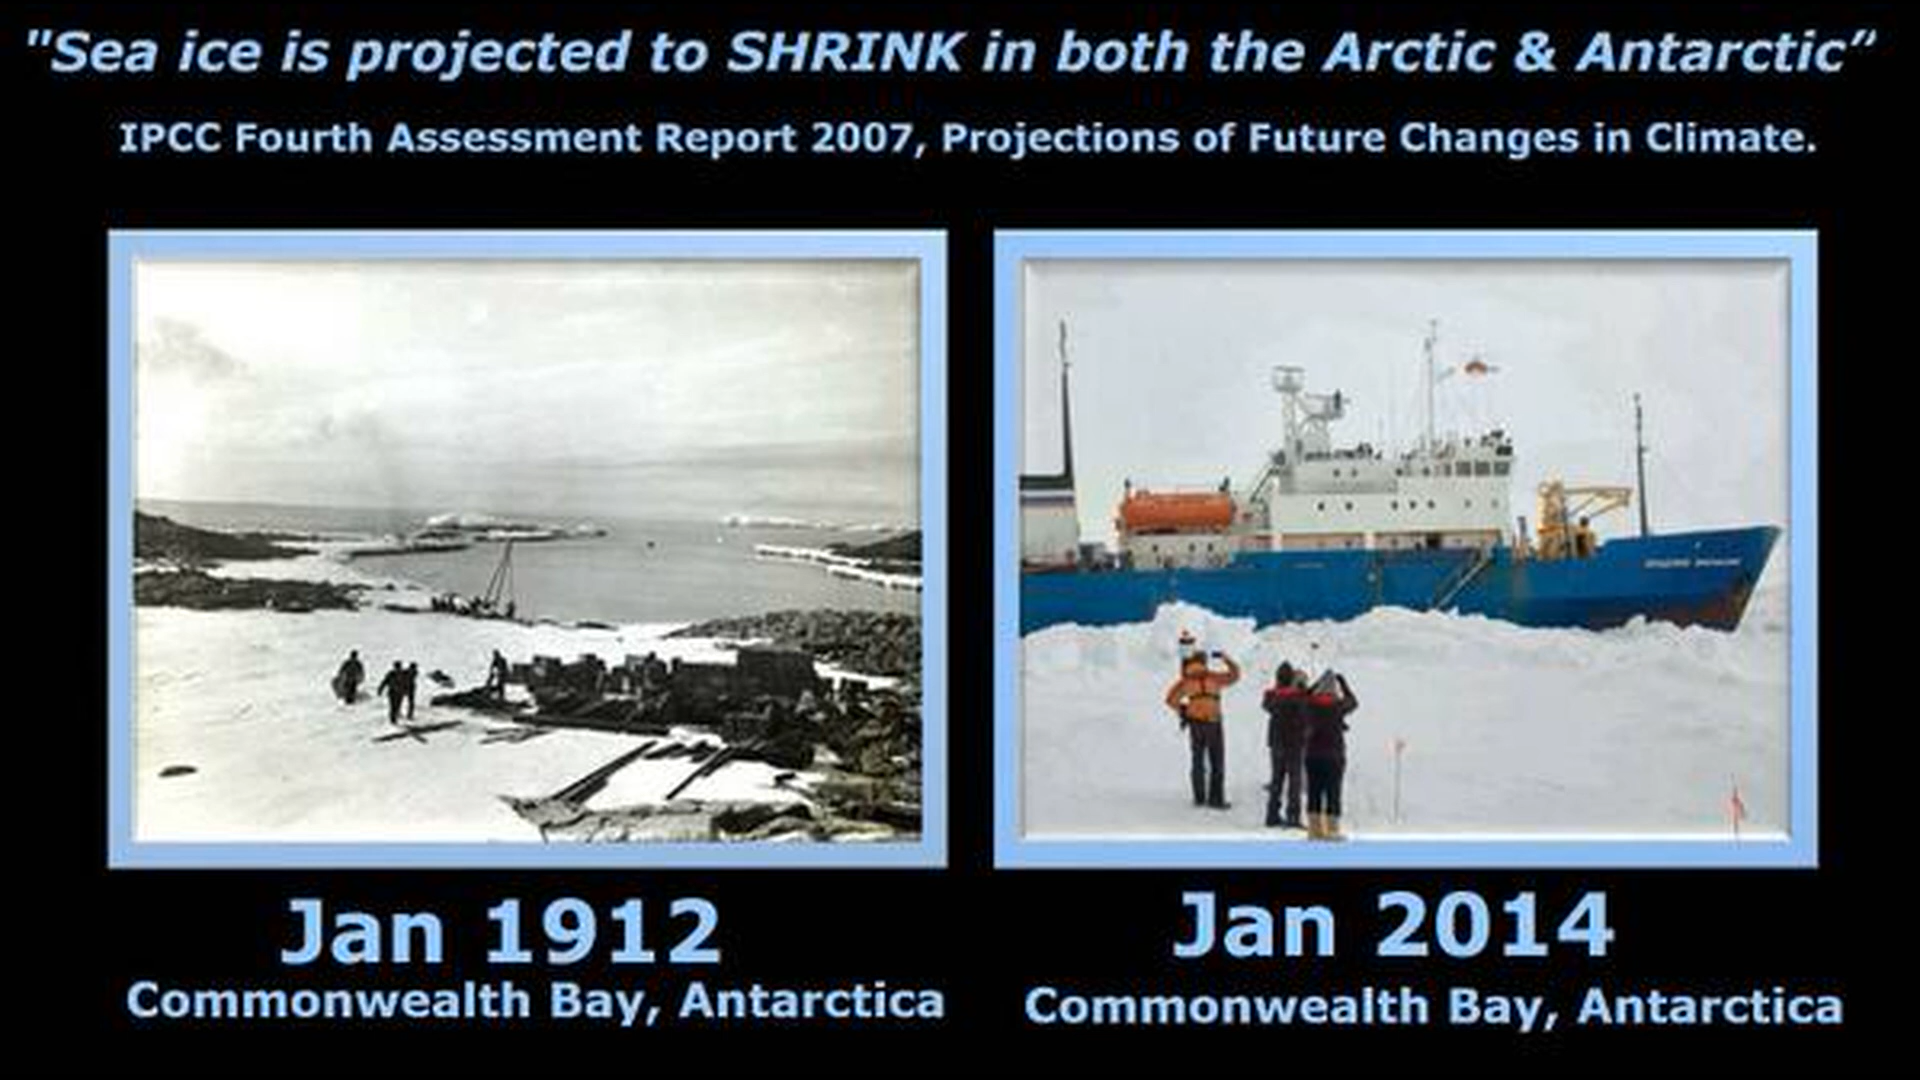 "Sea ice is projected to SHRINK in both the Arctic & Antarctic”
IPCC Fourth Assessment Report 2007, Projections of Future Changes in Climate.
Jan 1912
Commonwealth Bay, Antarctica
Jan 2014
Commonwealth Bay, Antarctica